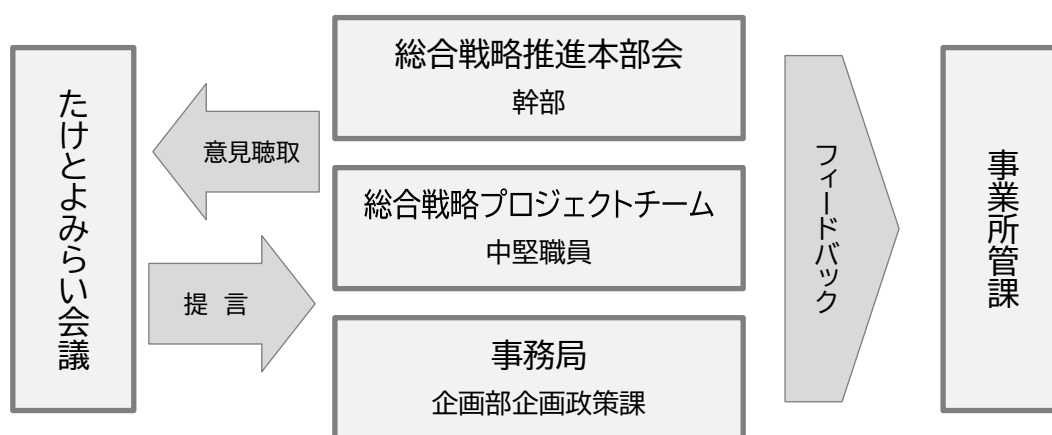 たけとよみらい会議
意見聴取
提 言
総合戦略推進本部会
幹部
総合戦略プロジェクトチーム
中堅職員
事務局
企画部企画政策課
フィードバック
事業所管課